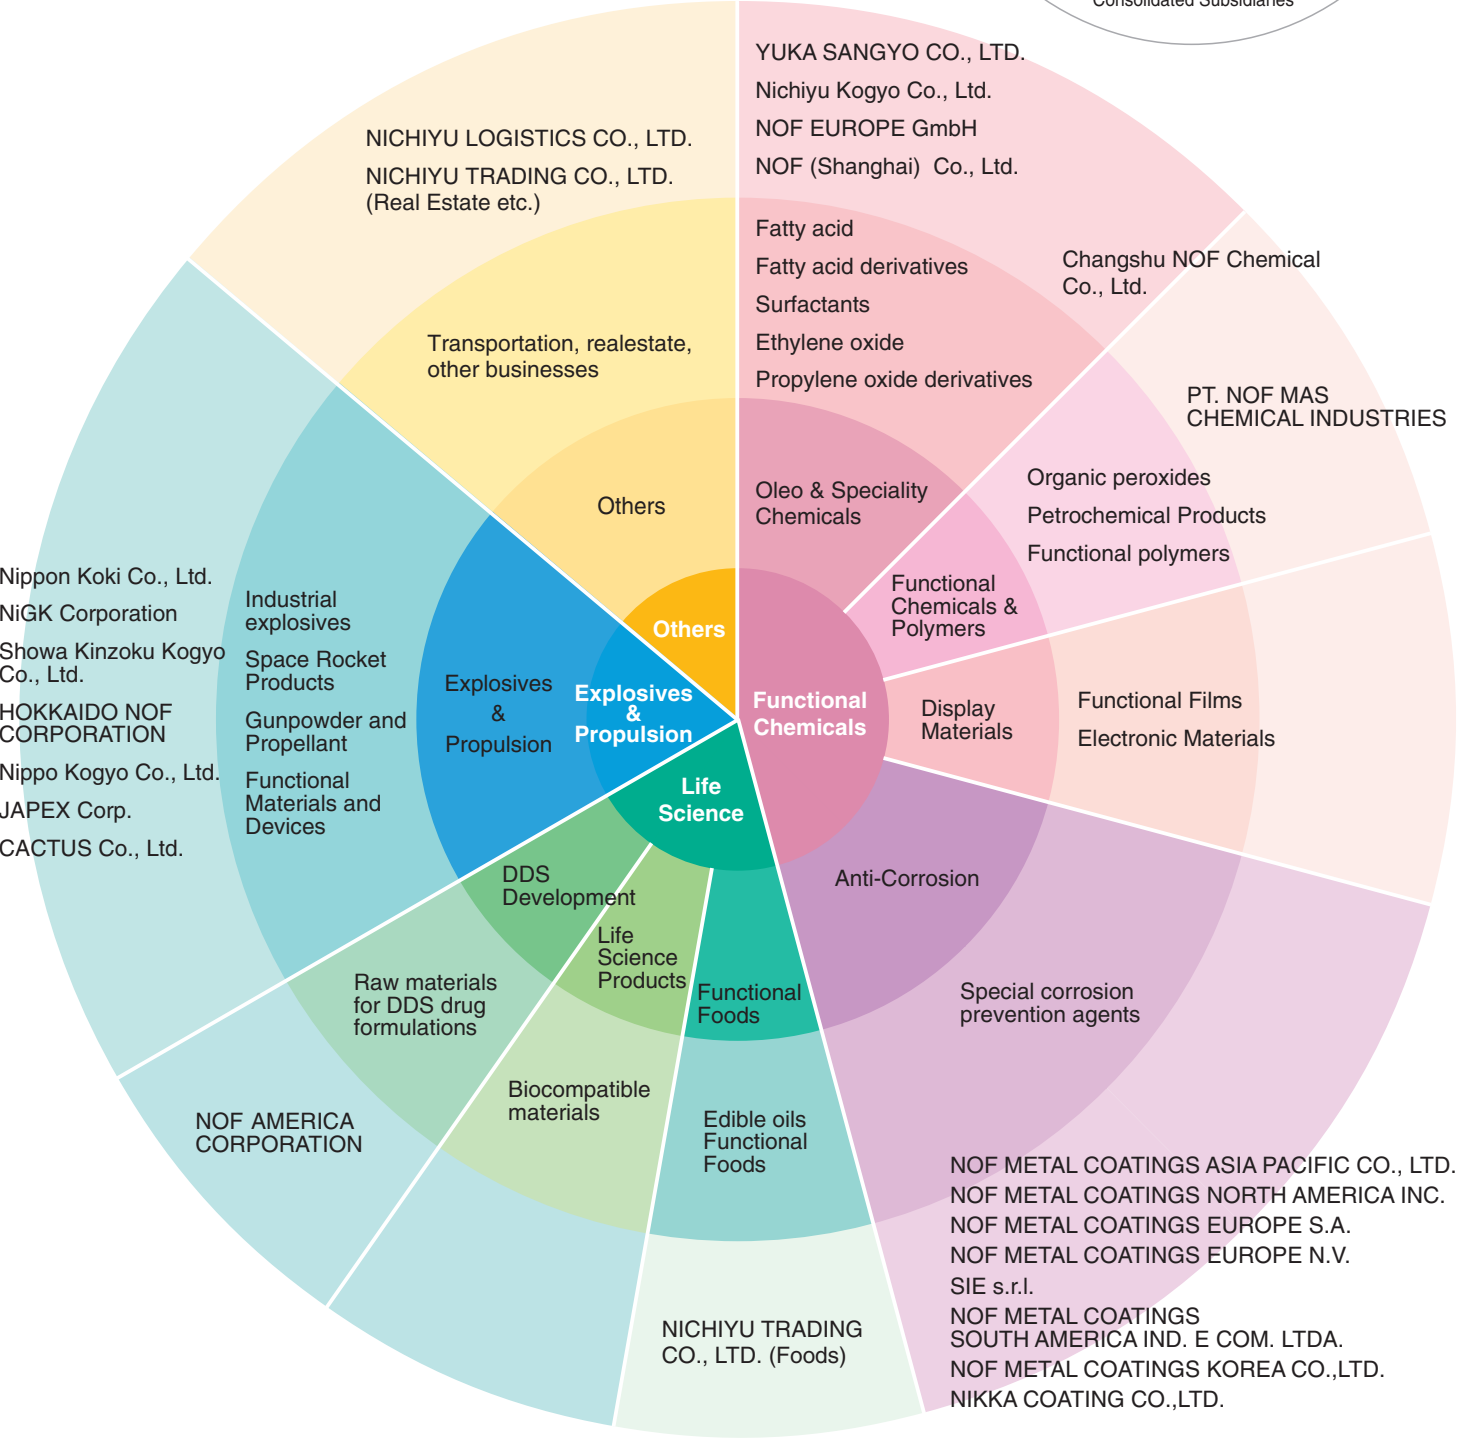 Consolidated Subsidiaries
YUKA SANGYO CO., LTD.
Nichiyu Kogyo Co., Ltd.
NOF EUROPE GmbH
NOF (Shanghai) Co., Ltd.
NICHIYU LOGISTICS CO., LTD.
NICHIYU TRADING CO., LTD.
(Real Estate etc.)
Fatty acid
Fatty acid derivatives
Surfactants
Ethylene oxide
Propylene oxide derivatives
Changshu NOF Chemical
Co., Ltd.
Transportation, realestate,
other businesses
PT. NOF MAS
CHEMICAL INDUSTRIES
Others
Oleo & Speciality
Chemicals
Organic peroxides
Petrochemical Products
Functional polymers
Functional
Chemicals &
Polymers
Nippon Koki Co., Ltd.
NiGK Corporation
Showa Kinzoku Kogyo
Co., Ltd.
HOKKAIDO NOF
CORPORATION
Nippo Kogyo Co., Ltd.
JAPEX Corp.
CACTUS Co., Ltd.
Industrial
explosives
Space Rocket
Products
Gunpowder and
Propellant
Functional
Materials and
Devices
Explosives
&
Propulsion
Others
Explosives
&
Propulsion
Functional
Chemicals
Life
Science
Display
Materials
Functional Films
Electronic Materials
Anti-Corrosion
DDS
Development
Life
Science
Products
Functional
Foods
Special corrosion
prevention agents
Raw materials
for DDS drug
formulations
Biocompatible
materials
Edible oils
Functional
Foods
NOF AMERICA
CORPORATION
NOF METAL COATINGS ASIA PACIFIC CO., LTD.
NOF METAL COATINGS NORTH AMERICA INC.
NOF METAL COATINGS EUROPE S.A.
NOF METAL COATINGS EUROPE N.V.
SIE s.r.l.
NOF METAL COATINGS
SOUTH AMERICA IND. E COM. LTDA.
NOF METAL COATINGS KOREA CO.,LTD.
NIKKA COATING CO.,LTD.
NICHIYU TRADING
CO., LTD. (Foods)